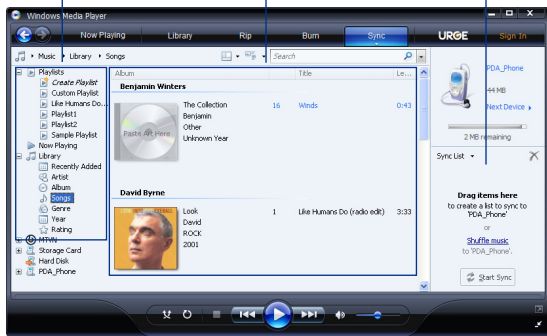 Windows Media Player
Now Playing Library Rip Burn Sync URGE Sign In
Music Library Songs
Search
Playlists
Create Playlist
Custom Playlist
Like Humans Do...
Playlist1
Playlist2
Sample Playlist
Now Playing
Library
Recently Added
Artist
Album
Songs
Genre
Year
Rating
MTVN
Storage Card
Hard Disk
PDA_Phone
Album Title Le...
Benjamin Winters
Paste Art Here
The Collection 16 Winds 0:43
Benjamin
Other
Unknown Year
David Byrne
Look 1 Like Humans Do (radio edit) 3:33
David
ROCK
2001
PDA_Phone
44 MB
Next Device
2 MB remaining
Sync List
Drag items here
to create a list to sync to
'PDA_Phone'
or
Shuffle music
to 'PDA_Phone'.
Start Sync